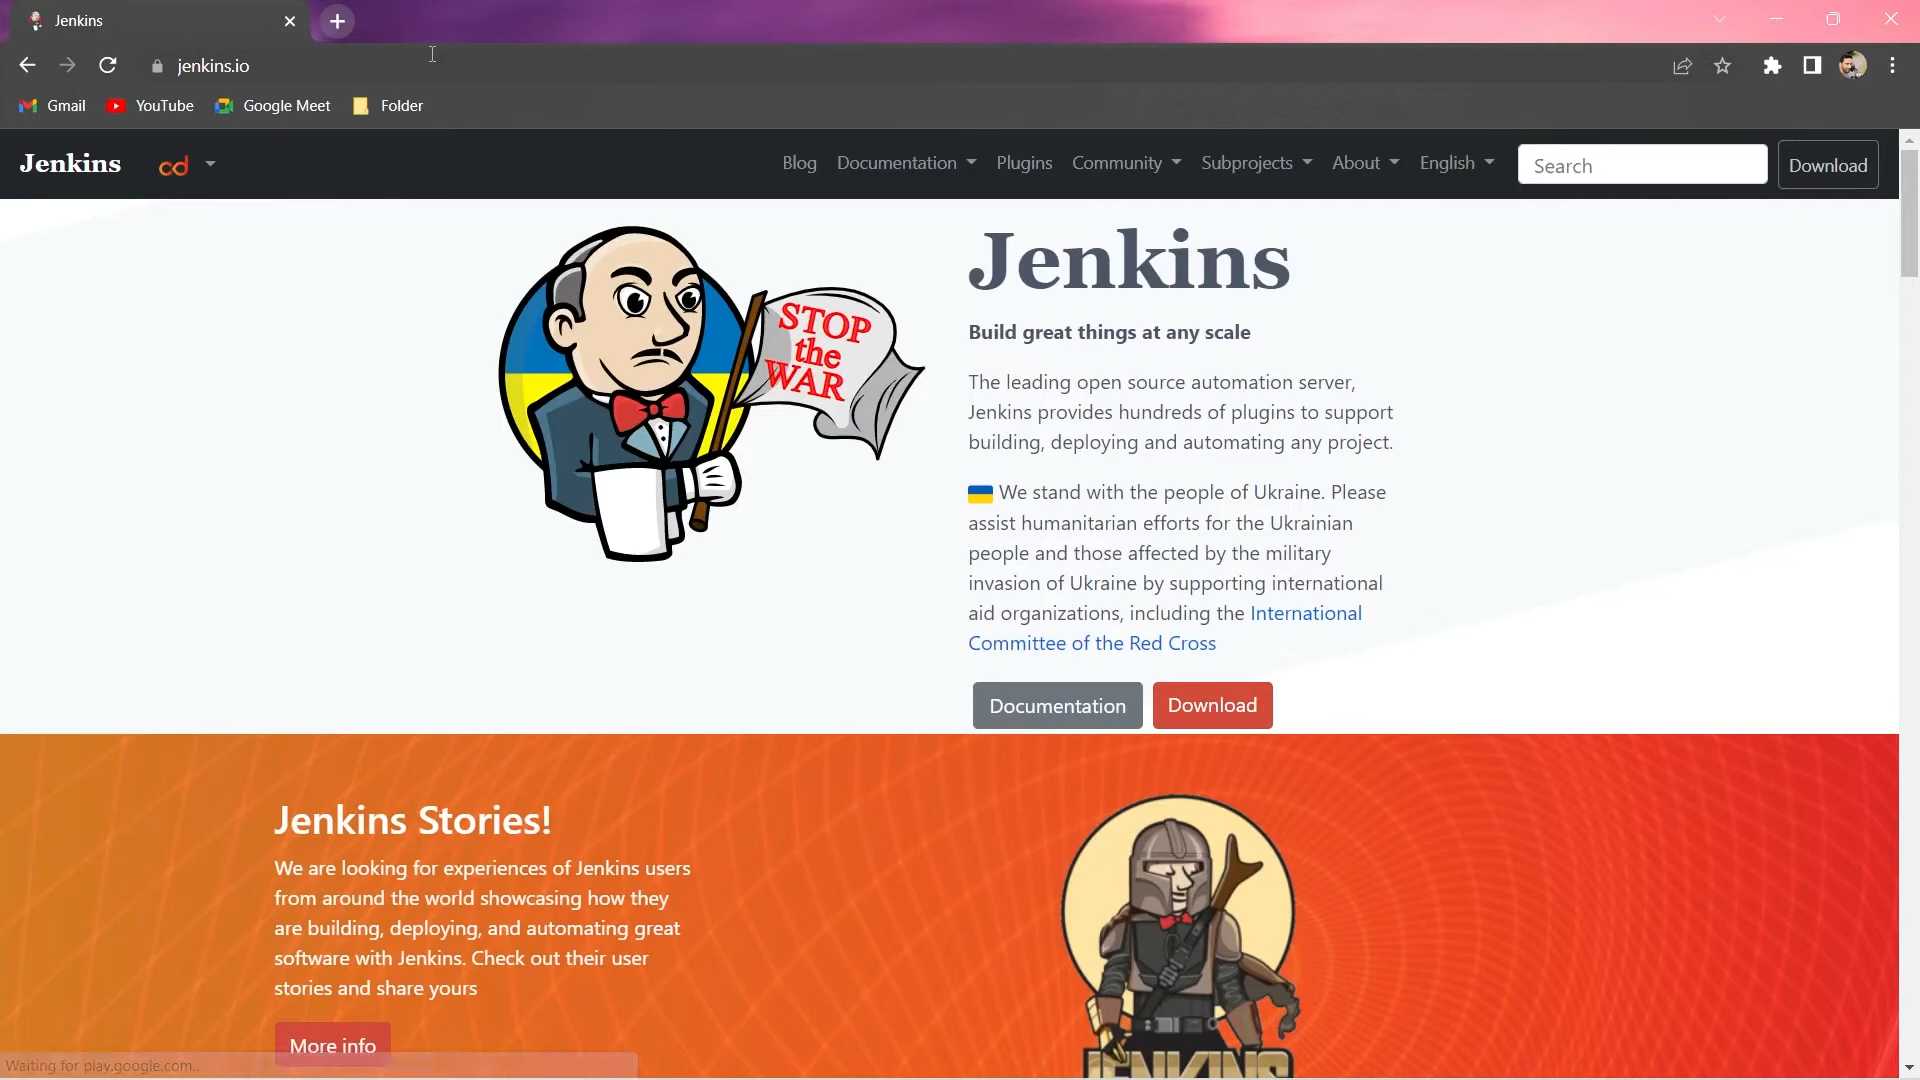 Jenkins
jenkins.io
Gmail YouTube Google Meet Folder
Jenkins cd Blog Documentation Plugins Community Subprojects About English Search Download
STOP
the
WAR
Jenkins
Build great things at any scale
The leading open source automation server,
Jenkins provides hundreds of plugins to support
building, deploying and automating any project.
We stand with the people of Ukraine. Please
assist humanitarian efforts for the Ukrainian
people and those affected by the military
invasion of Ukraine by supporting international
aid organizations, including the International
Committee of the Red Cross
Documentation Download
Jenkins Stories!
We are looking for experiences of Jenkins users
from around the world showcasing how they
are building, deploying, and automating great
software with Jenkins. Check out their user
stories and share yours
More info
JENKINS
Waiting for play.google.com..